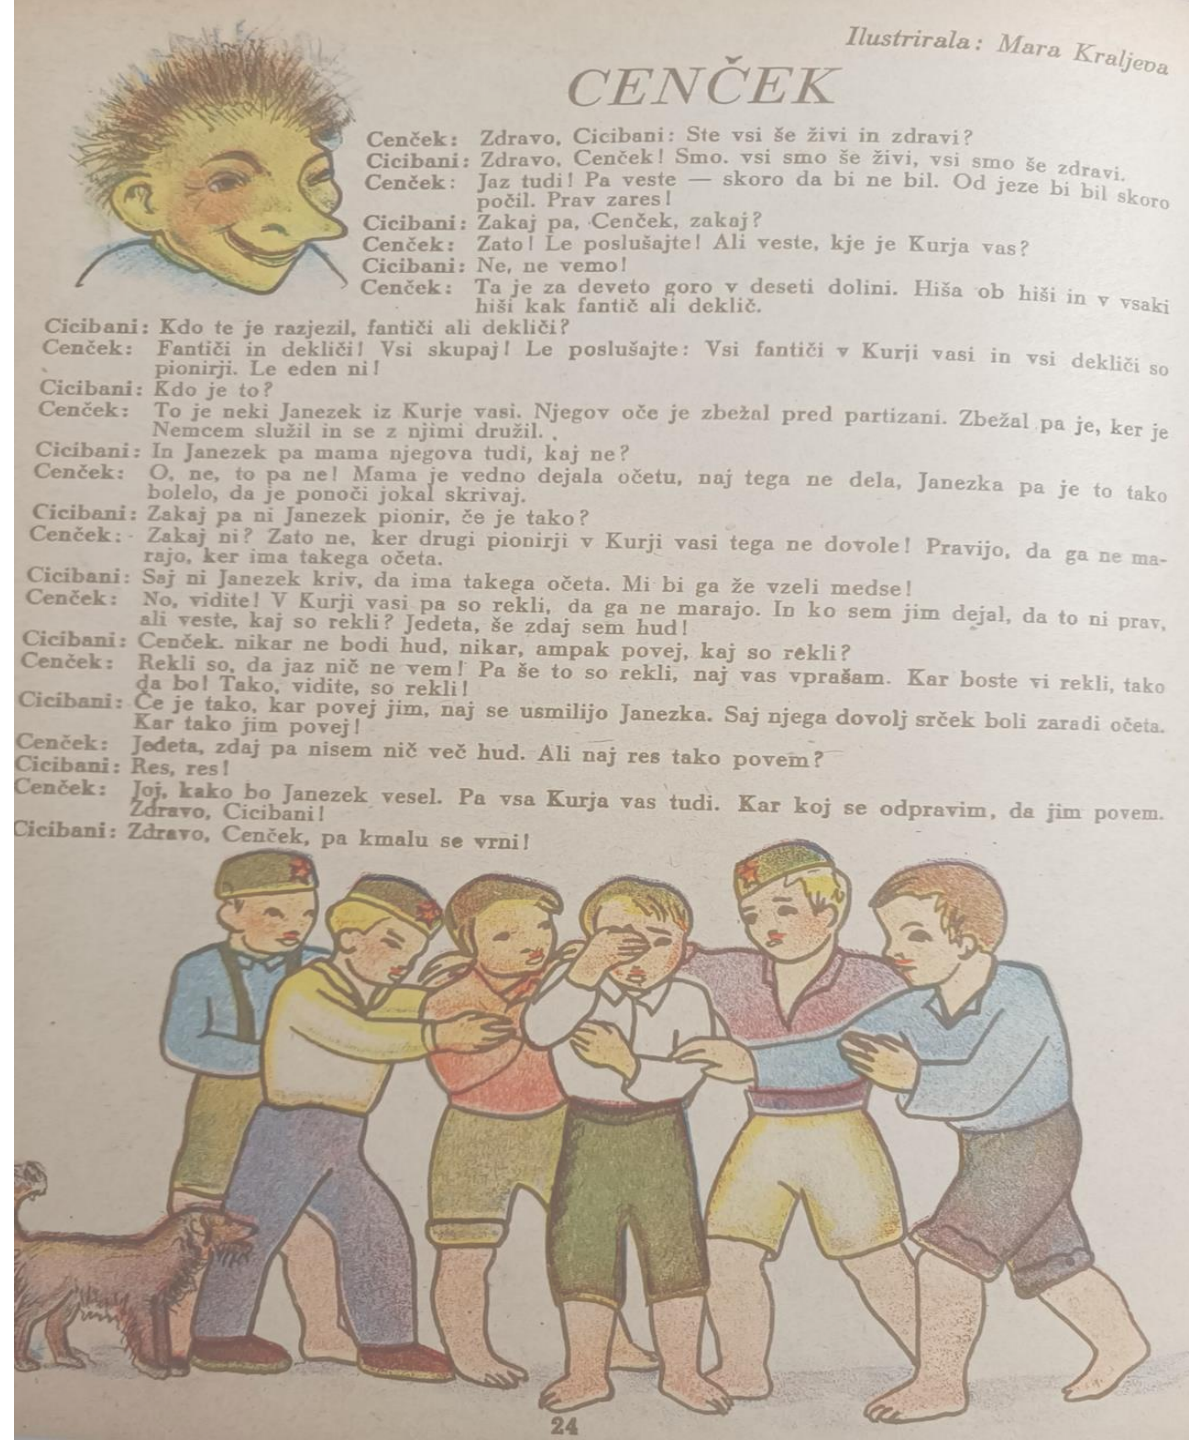 Ilustrirala: Mara Kraljeva
CENČEK
Cenček: Zdravo, Cicibani: Ste vsi še živi in zdravi?
Cicibani: Zdravo, Cenček! Smo. vsi smo še živi, vsi smo še zdravi.
Cenček: Jaz tudi! Pa veste — skoro da bi ne bil. Od jeze bi bil skoro
počil. Prav zares!
Cicibani: Zakaj pa, Cenček, zakaj?
Cenček: Zato! Le poslušajte! Ali veste, kje je Kurja vas?
Cicibani: Ne, ne vemo!
Cenček: Ta je za deveto goro v deseti dolini. Hiša ob hiši in v vsaki
hiši kak fantič ali deklič.
Cicibani: Kdo te je razjezil, fantiči ali dekliči?
Cenček: Fantiči in dekliči! Vsi skupaj! Le poslušajte: Vsi fantiči v Kurji vasi in vsi dekliči so
pionirji. Le eden ni!
Cicibani: Kdo je to?
Cenček: To je neki Janezek iz Kurje vasi. Njegov oče je zbežal pred partizani. Zbežal pa je, ker je
Nemcem služil in se z njimi družil.
Cicibani: In Janezek pa mama njegova tudi, kaj ne?
Cenček: O, ne, to pa ne! Mama je vedno dejala očetu, naj tega ne dela, Janezka pa je to tako
bolelo, da je ponoči jokal skrivaj.
Cicibani: Zakaj pa ni Janezek pionir, če je tako?
Cenček: Zakaj ni? Zato ne, ker drugi pionirji v Kurji vasi tega ne dovole! Pravijo, da ga ne ma-
rajo, ker ima takega očeta.
Cicibani: Saj ni Janezek kriv, da ima takega očeta. Mi bi ga že vzeli medse!
Cenček: No, vidite! V Kurji vasi pa so rekli, da ga ne marajo. In ko sem jim dejal, da to ni prav,
ali veste, kaj so rekli? Jedeta, še zdaj sem hud!
Cicibani: Cenček. nikar ne bodi hud, nikar, ampak povej, kaj so rekli?
Cenček: Rekli so, da jaz nič ne vem! Pa še to so rekli, naj vas vprašam. Kar boste vi rekli, tako
da bo! Tako, vidite, so rekli!
Cicibani: Če je tako, kar povej jim, naj se usmilijo Janezka. Saj njega dovolj srček boli zaradi očeta.
Kar tako jim povej!
Cenček: Jedeta, zdaj pa nisem nič več hud. Ali naj res tako povem?
Cicibani: Res, res!
Cenček: Joj, kako bo Janezek vesel. Pa vsa Kurja vas tudi. Kar koj se odpravim, da jim povem.
Zdravo, Cicibani!
Cicibani: Zdravo, Cenček, pa kmalu se vrni!
24